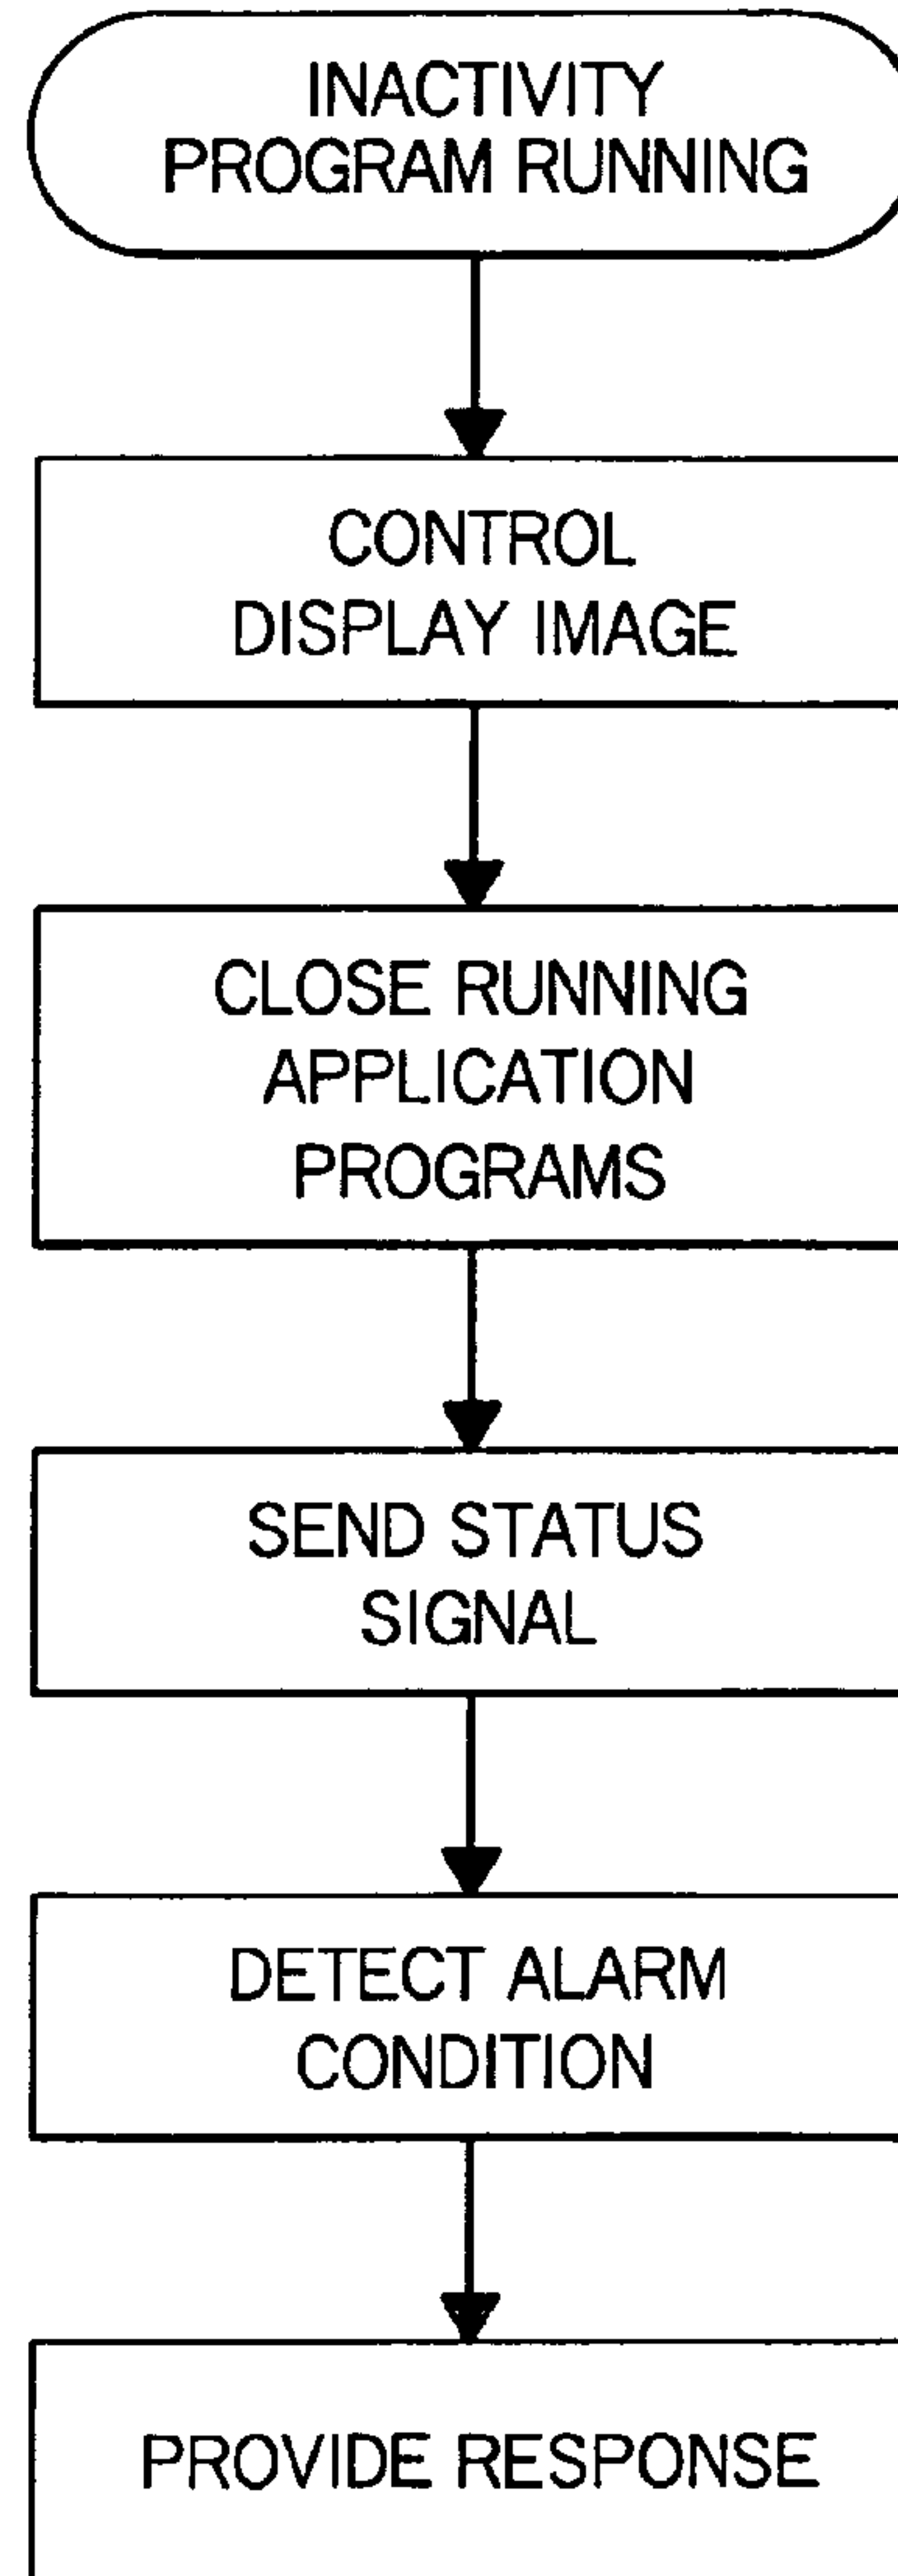 INACTIVITY
PROGRAM RUNNING
CONTROL
DISPLAY IMAGE
CLOSE RUNNING
APPLICATION
PROGRAMS
SEND STATUS
SIGNAL
DETECT ALARM
CONDITION
PROVIDE RESPONSE